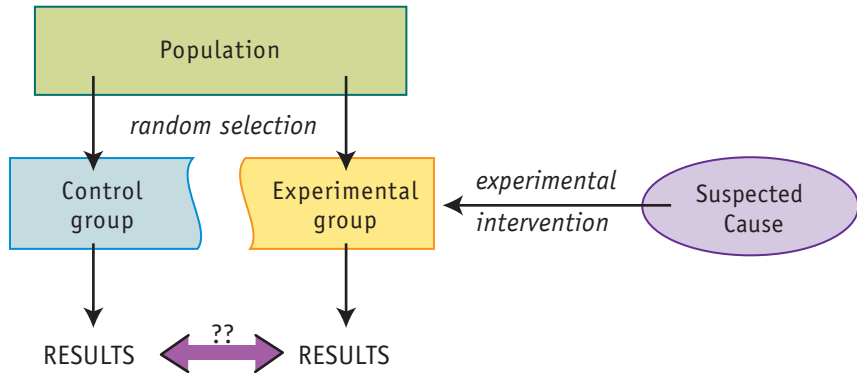 Population
random selection
Control
group
Experimental
group
experimental
intervention
Suspected
Cause
??
RESULTS
RESULTS